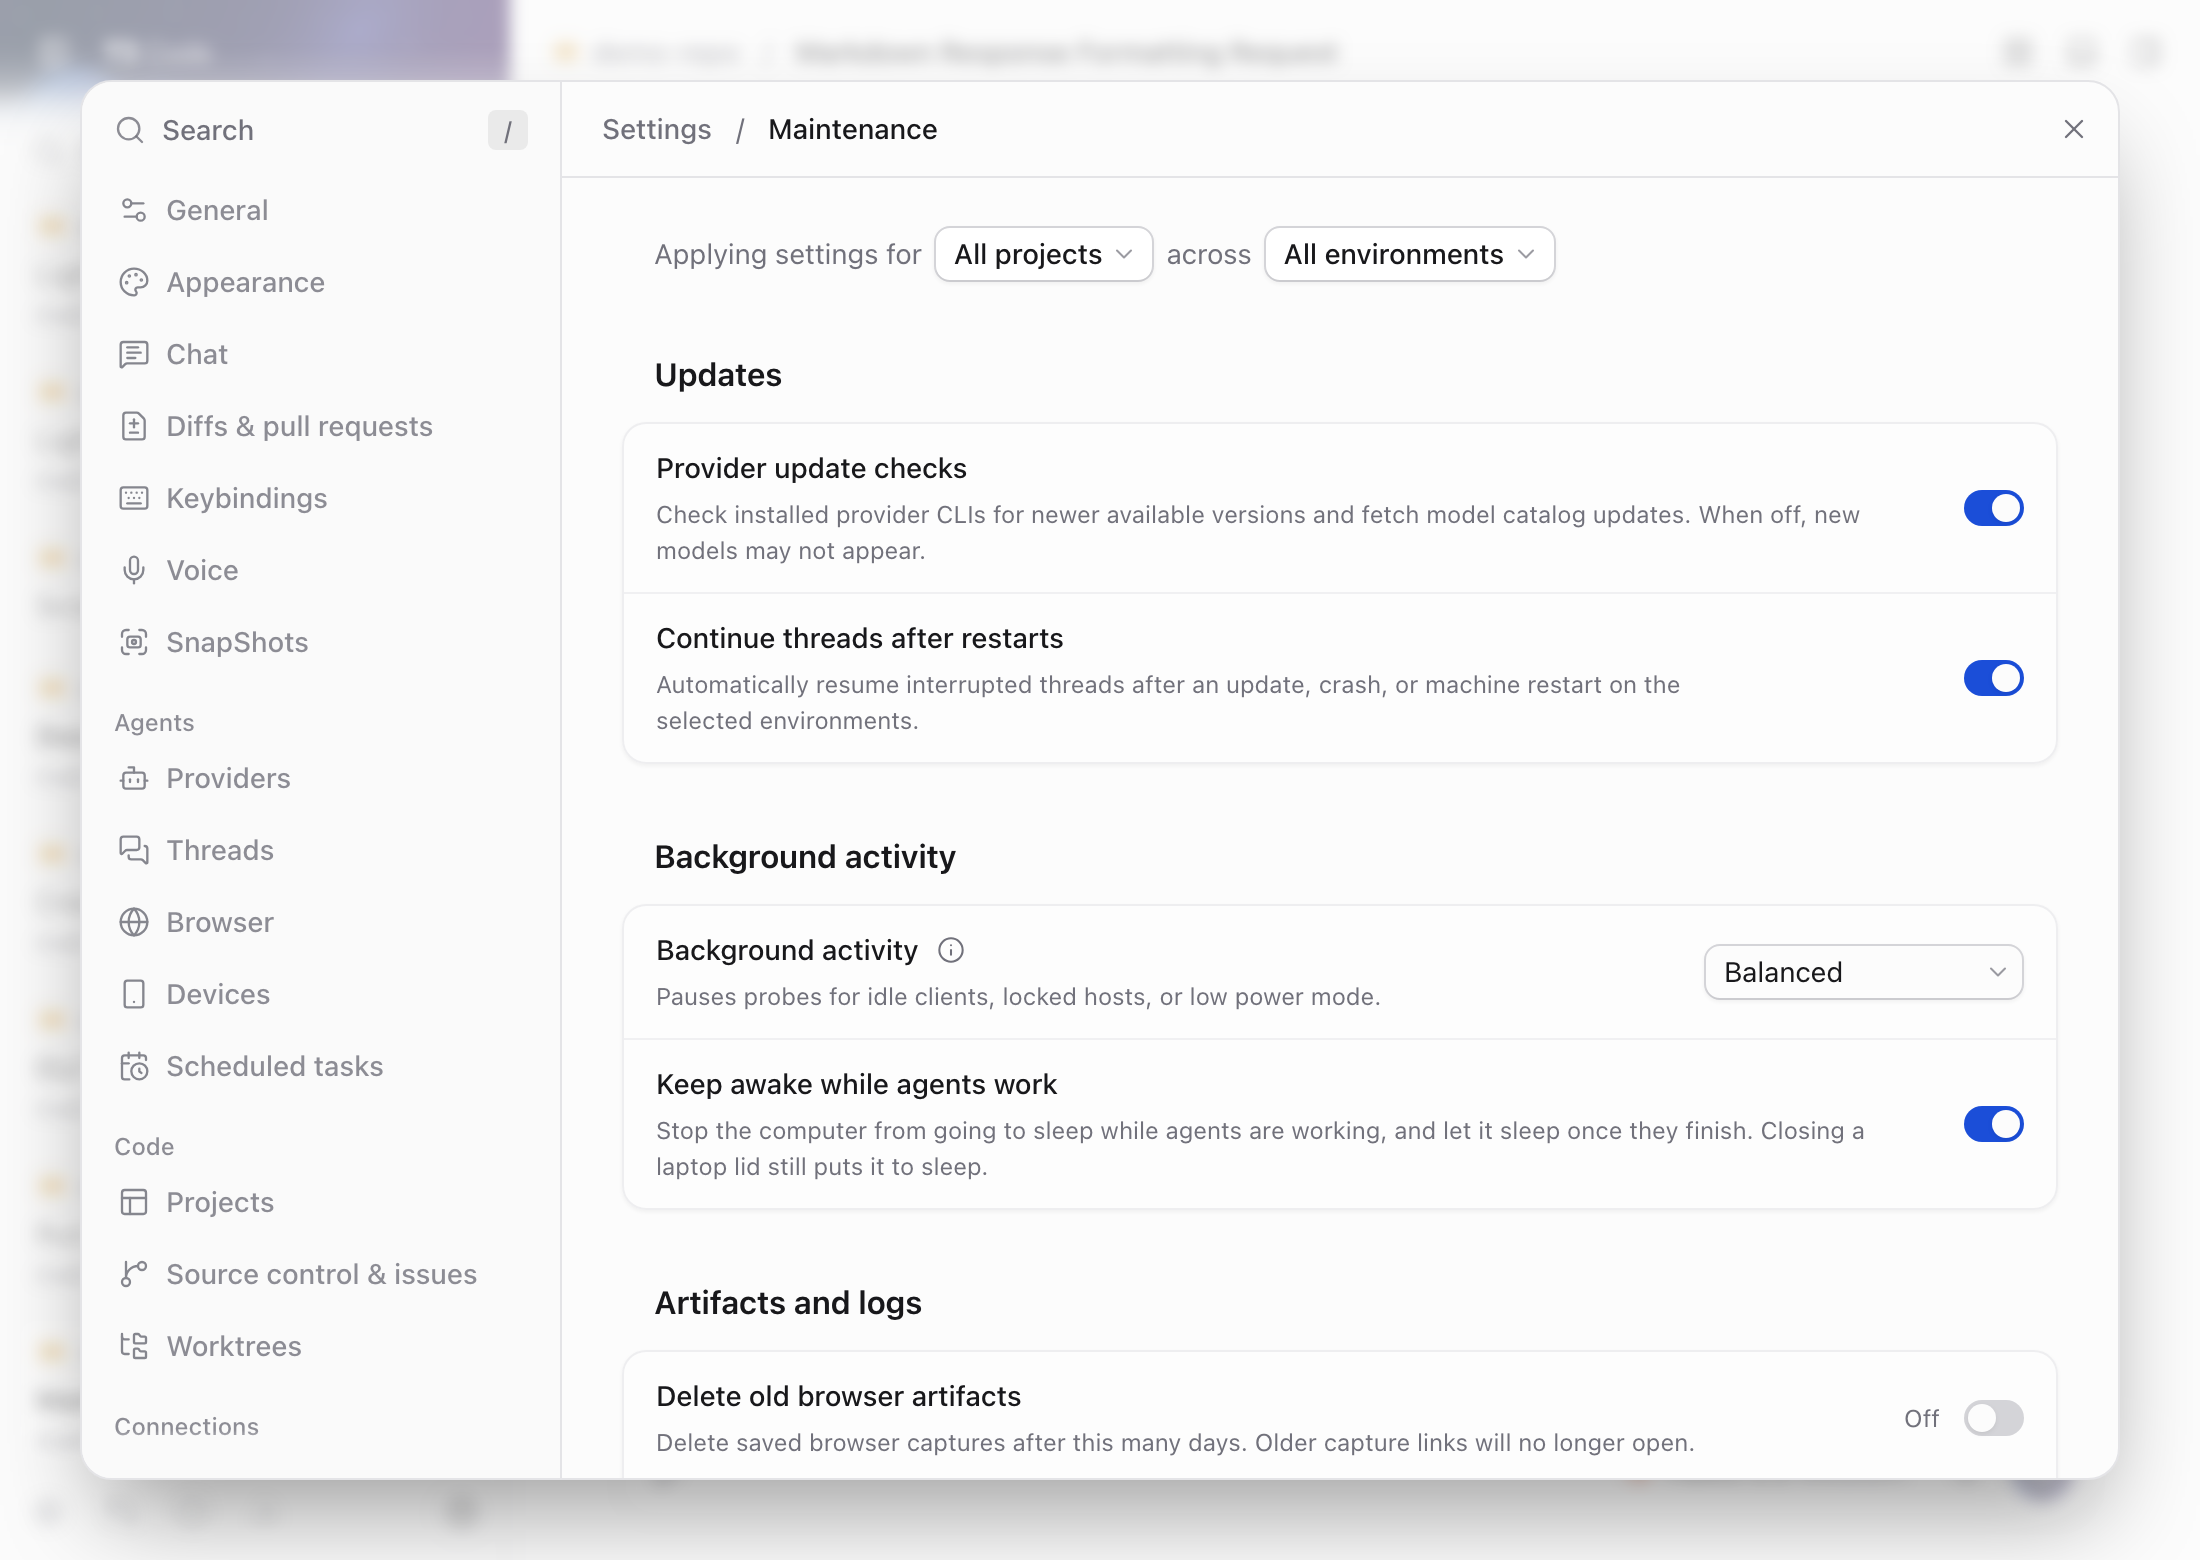 Search
/
General
Appearance
Chat
Diffs & pull requests
Keybindings
Voice
SnapShots
Agents
Providers
Threads
Browser
Devices
Scheduled tasks
Code
Projects
Source control & issues
Worktrees
Connections
Settings / Maintenance
Applying settings for All projects across All environments
Updates
Provider update checks
Check installed provider CLIs for newer available versions and fetch model catalog updates. When off, new
models may not appear.
Continue threads after restarts
Automatically resume interrupted threads after an update, crash, or machine restart on the
selected environments.
Background activity
Background activity
Pauses probes for idle clients, locked hosts, or low power mode.
Balanced
Keep awake while agents work
Stop the computer from going to sleep while agents are working, and let it sleep once they finish. Closing a
laptop lid still puts it to sleep.
Artifacts and logs
Delete old browser artifacts
Delete saved browser captures after this many days. Older capture links will no longer open.
Off